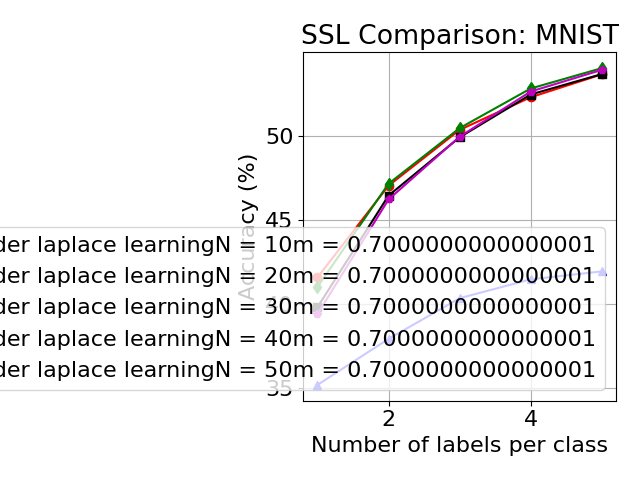 SSL Comparison: MNIST
50
45
Accuracy (%)
der laplace learningN = 10m = 0.7000000000000001
der laplace learningN = 20m = 0.7000000000000001
der laplace learningN = 30m = 0.7000000000000001
der laplace learningN = 40m = 0.7000000000000001
der laplace learningN = 50m = 0.7000000000000001
35
2 4
Number of labels per class